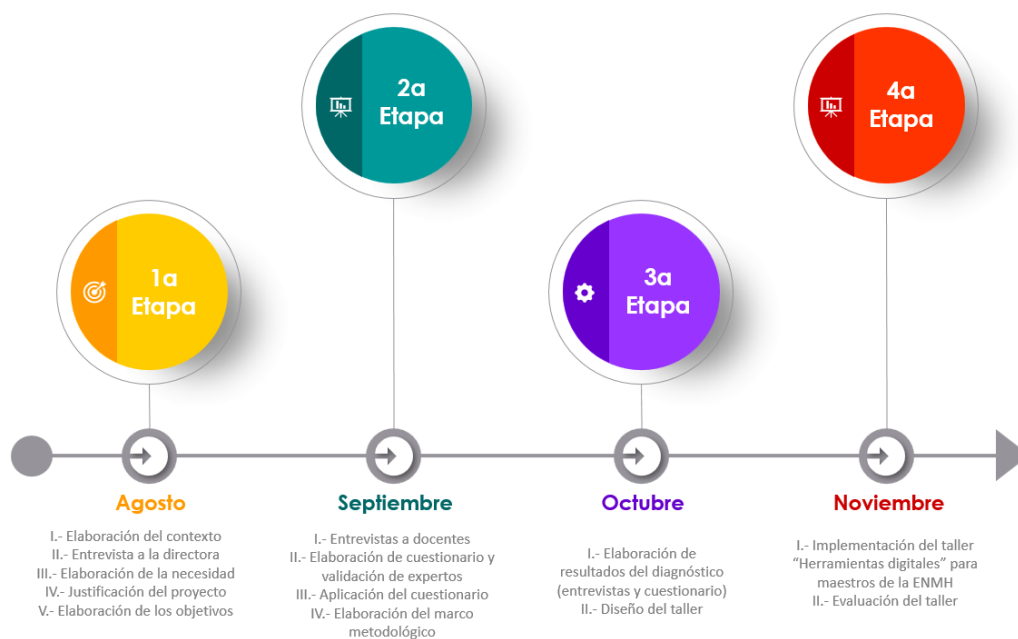 1a
Etapa
2a
Etapa
3a
Etapa
4a
Etapa
Agosto
I.- Elaboración del contexto
II.- Entrevista a la directora
III.- Elaboración de la necesidad
IV.- Justificación del proyecto
V.- Elaboración de los objetivos
Septiembre
I.- Entrevistas a docentes
II.- Elaboración de cuestionario y
validación de expertos
III.- Aplicación del cuestionario
IV.- Elaboración del marco
metodológico
Octubre
I.- Elaboración de
resultados del diagnóstico
(entrevistas y cuestionario)
II.- Diseño del taller
Noviembre
I.- Implementación del taller
“Herramientas digitales” para
maestros de la ENMH
II.- Evaluación del taller